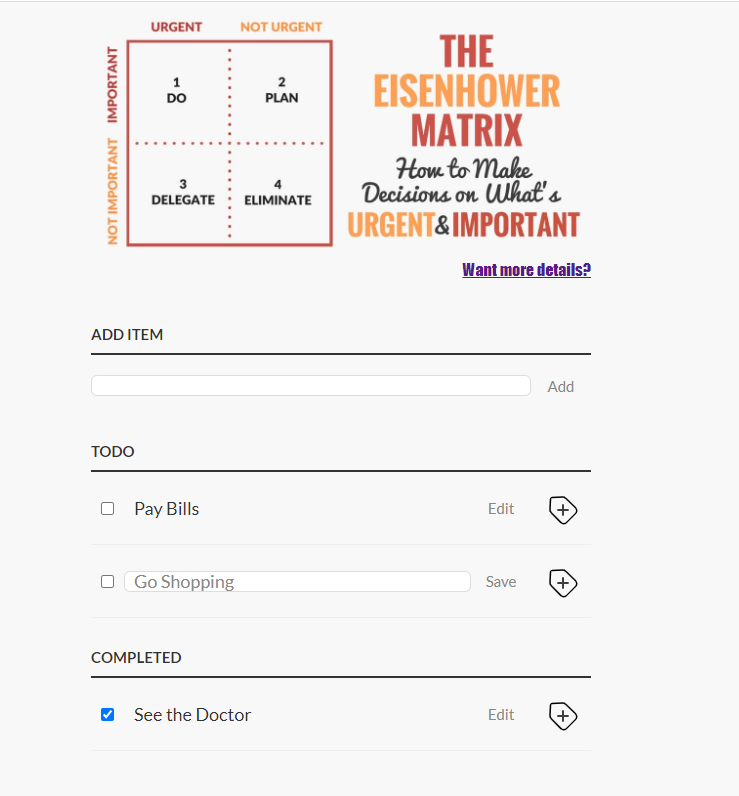 URGENT NOT URGENT
IMPORTANT
NOT IMPORTANT
1
DO
2
PLAN
3
DELEGATE
4
ELIMINATE
THE
EISENHOWER
MATRIX
How to Make
Decisions on What's
URGENT&IMPORTANT
Want more details?
ADD ITEM
Add
TODO
Pay Bills Edit
Go Shopping Save
COMPLETED
See the Doctor Edit